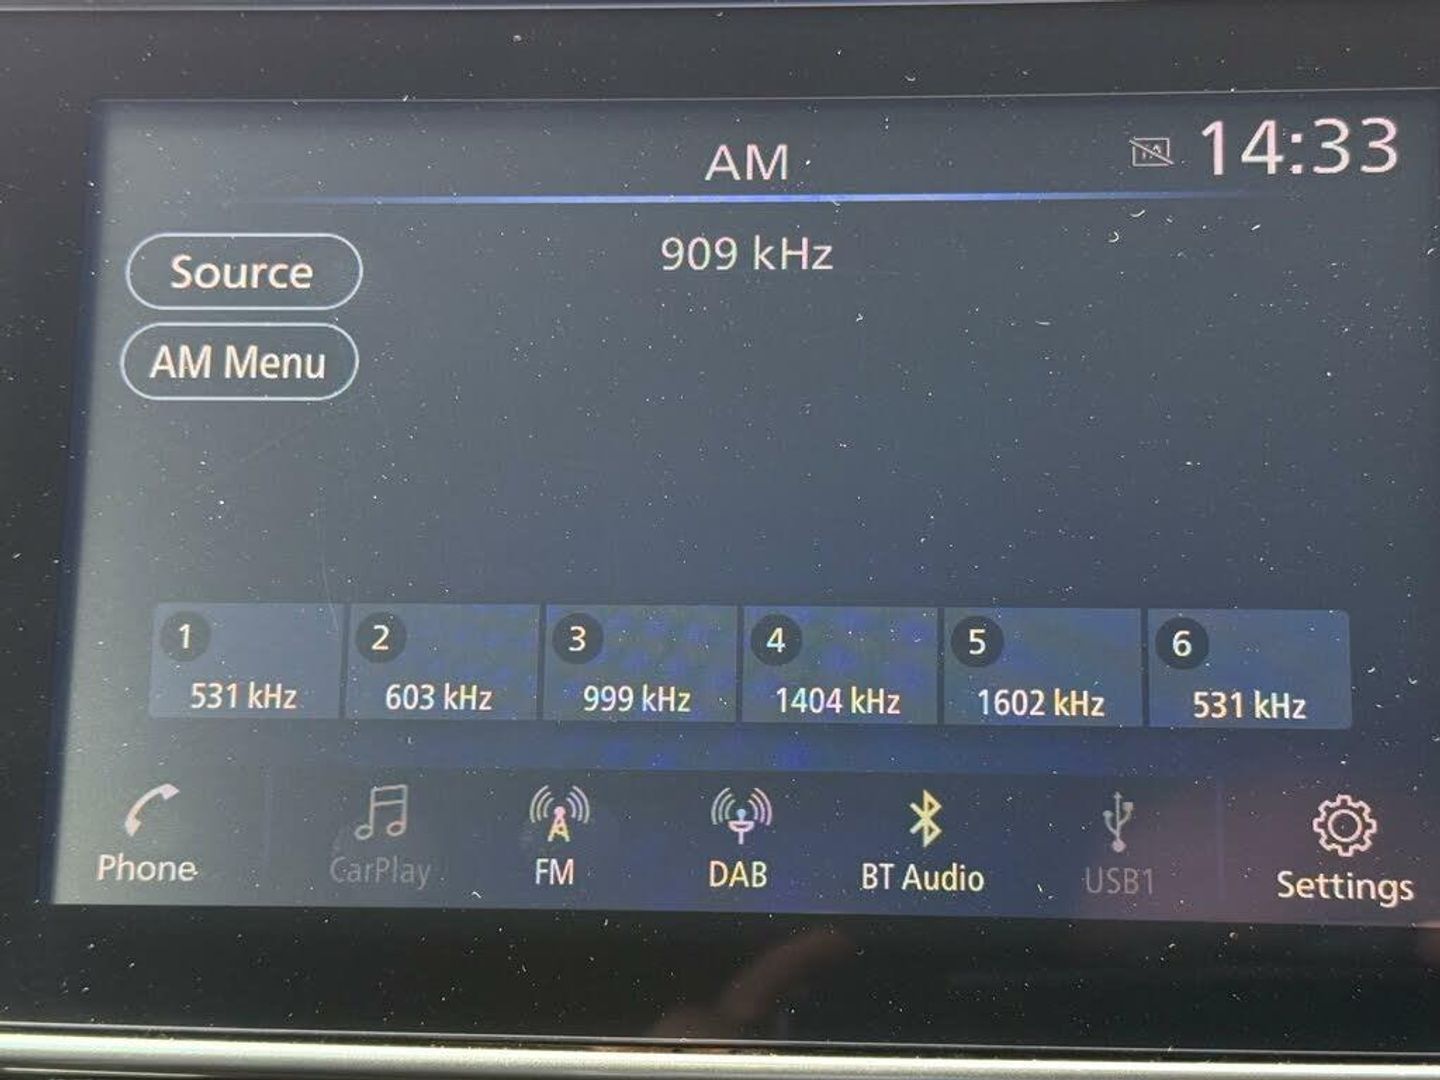 AM
14:33
909 kHz
Source
AM Menu
1
2
3
4
5
6
531 kHz
603 kHz
999 kHz
1404 kHz
1602 kHz
531 kHz
Phone
CarPlay
FM
DAB
BT Audio
USB1
Settings